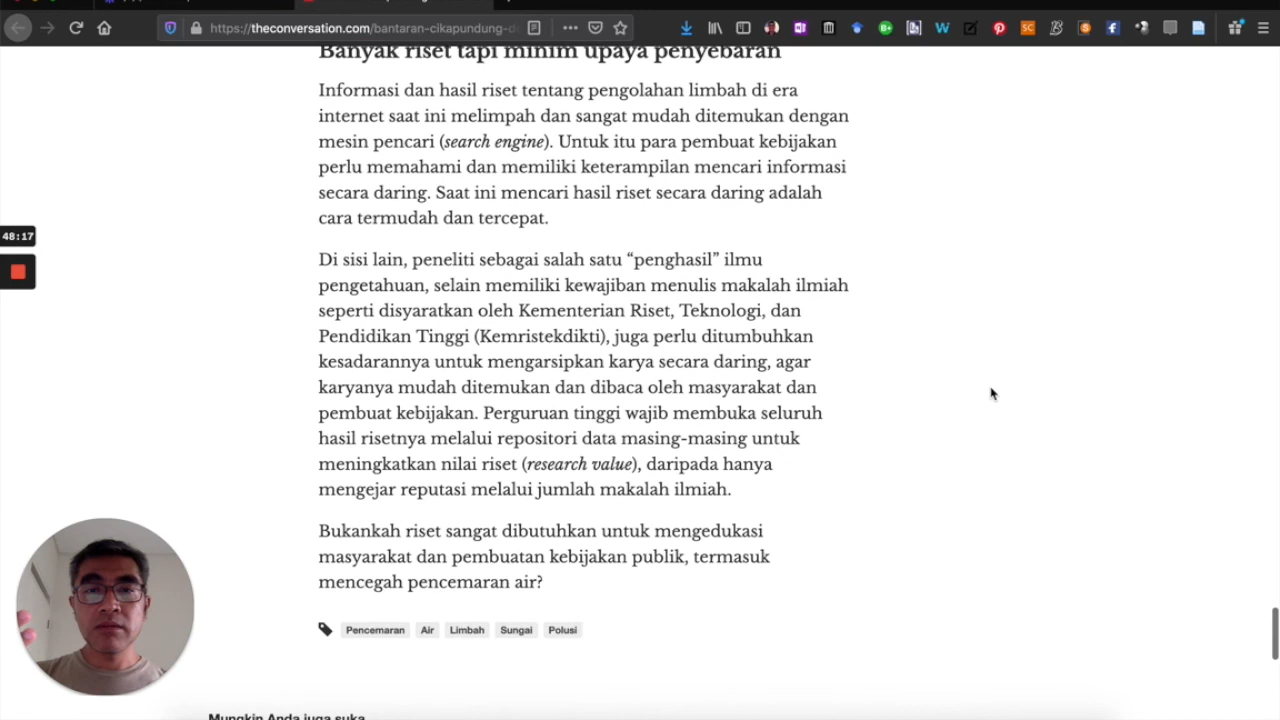 https://theconversation.com/bantaran-cikapundung-d
Banyak riset tapi minim upaya penyebaran
Informasi dan hasil riset tentang pengolahan limbah di era
internet saat ini melimpah dan sangat mudah ditemukan dengan
mesin pencari (search engine). Untuk itu para pembuat kebijakan
perlu memahami dan memiliki keterampilan mencari informasi
secara daring. Saat ini mencari hasil riset secara daring adalah
cara termudah dan tercepat.
48:17
Di sisi lain, peneliti sebagai salah satu “penghasil” ilmu
pengetahuan, selain memiliki kewajiban menulis makalah ilmiah
seperti disyaratkan oleh Kementerian Riset, Teknologi, dan
Pendidikan Tinggi (Kemristekdikti), juga perlu ditumbuhkan
kesadarannya untuk mengarsipkan karya secara daring, agar
karyanya mudah ditemukan dan dibaca oleh masyarakat dan
pembuat kebijakan. Perguruan tinggi wajib membuka seluruh
hasil risetnya melalui repositori data masing-masing untuk
meningkatkan nilai riset (research value), daripada hanya
mengejar reputasi melalui jumlah makalah ilmiah.
Bukankah riset sangat dibutuhkan untuk mengedukasi
masyarakat dan pembuatan kebijakan publik, termasuk
mencegah pencemaran air?
Pencemaran Air Limbah Sungai Polusi
Mungkin Anda juga suka